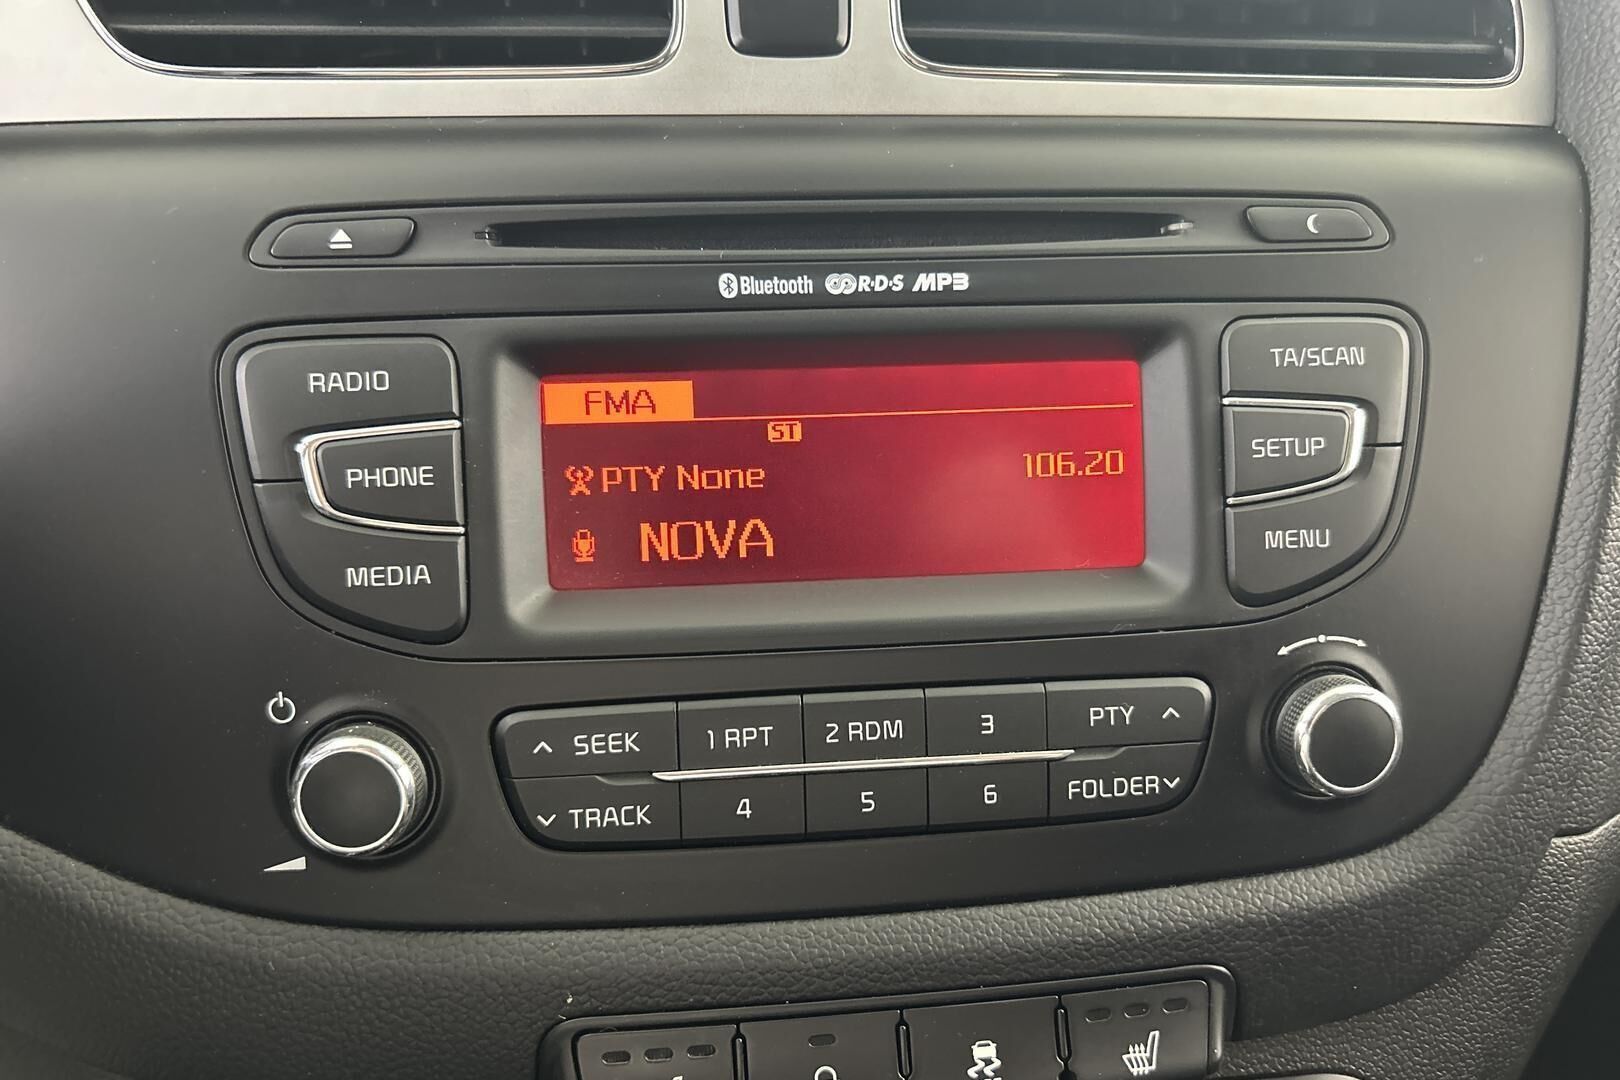 Bluetooth R·D·S MP3
RADIO
PHONE
MEDIA
FMA
ST
PTY None
106.20
NOVA
TA/SCAN
SETUP
MENU
SEEK
1 RPT
2 RDM
3
PTY
TRACK
4
5
6
FOLDER